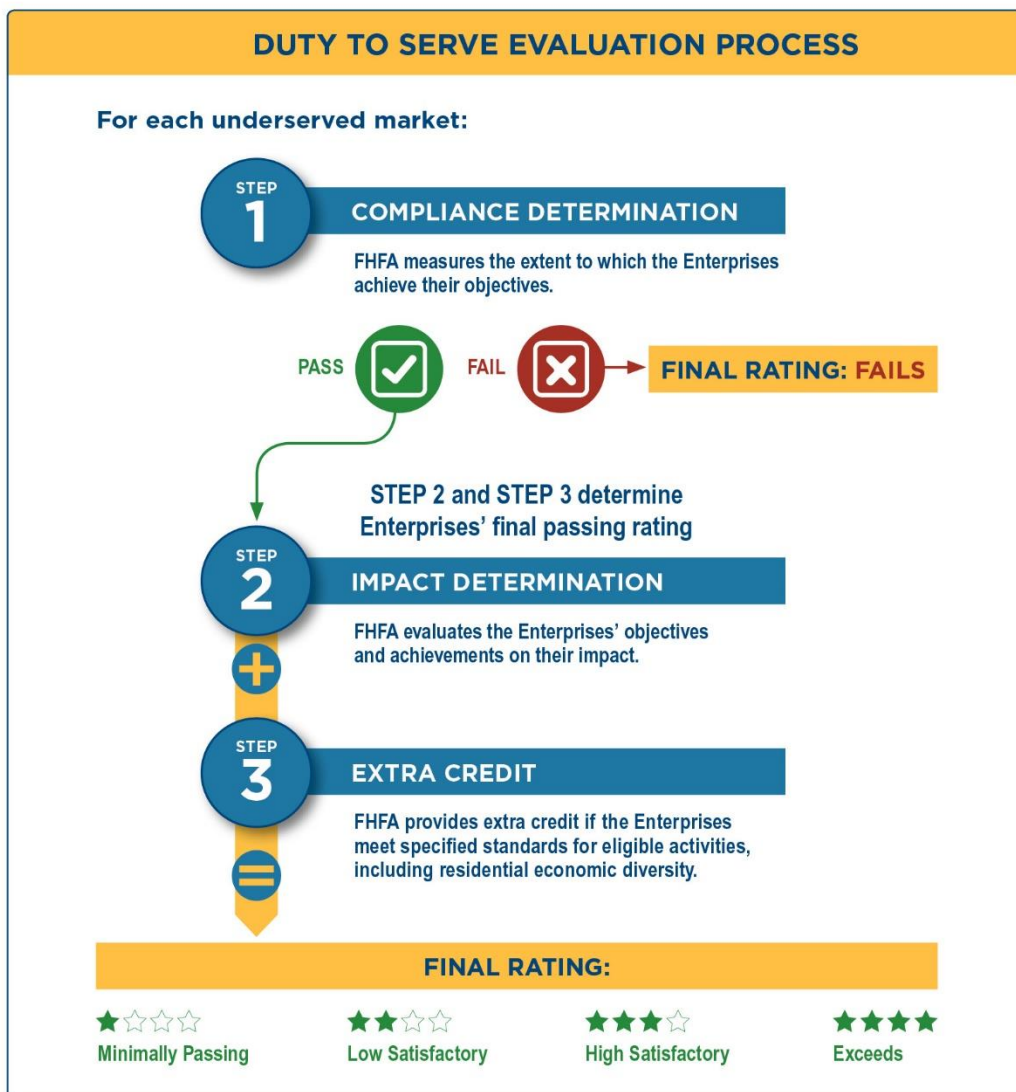 DUTY TO SERVE EVALUATION PROCESS
For each underserved market:
STEP
1
COMPLIANCE DETERMINATION
FHFA measures the extent to which the Enterprises
achieve their objectives.
PASS
FAIL
FINAL RATING: FAILS
STEP 2 and STEP 3 determine
Enterprises’ final passing rating
STEP
2
IMPACT DETERMINATION
FHFA evaluates the Enterprises’ objectives
and achievements on their impact.
+
STEP
3
EXTRA CREDIT
FHFA provides extra credit if the Enterprises
meet specified standards for eligible activities,
including residential economic diversity.
=
FINAL RATING:
Minimally Passing
Low Satisfactory
High Satisfactory
Exceeds